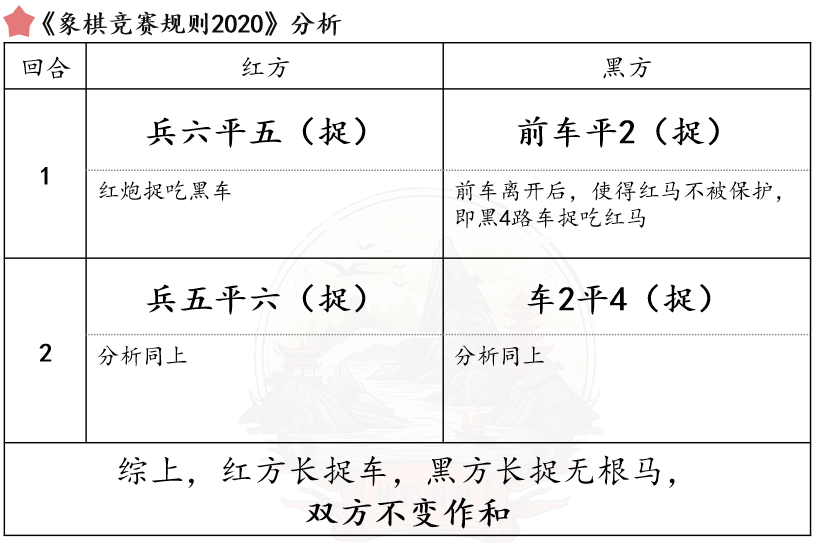 《象棋竞赛规则2020》分析
回合
红方
黑方
1
兵六平五（捉）
前车平2（捉）
红炮捉吃黑车
前车离开后，使得红马不被保护，
即黑4路车捉吃红马
2
兵五平六（捉）
车2平4（捉）
分析同上
分析同上
综上，红方长捉车，黑方长捉无根马，
双方不变作和